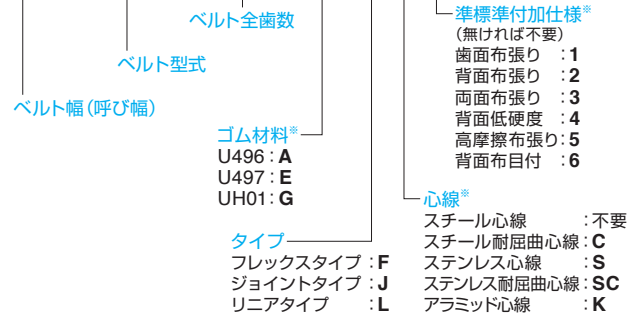 ベルト幅(呼び幅)
ベルト型式
ベルト全歯数
ゴム材料※
U496:A
U497:E
UH01:G
タイプ
フレックスタイプ:F
ジョイントタイプ:J
リニアタイプ:L
心線※
スチール心線:不要
スチール耐屈曲心線:C
ステンレス心線:S
ステンレス耐屈曲心線:SC
アラミッド心線:K
準標準付加仕様※
(無ければ不要)
歯面布張り:1
背面布張り:2
両面布張り:3
背面低硬度:4
高摩擦布張り:5
背面布目付:6